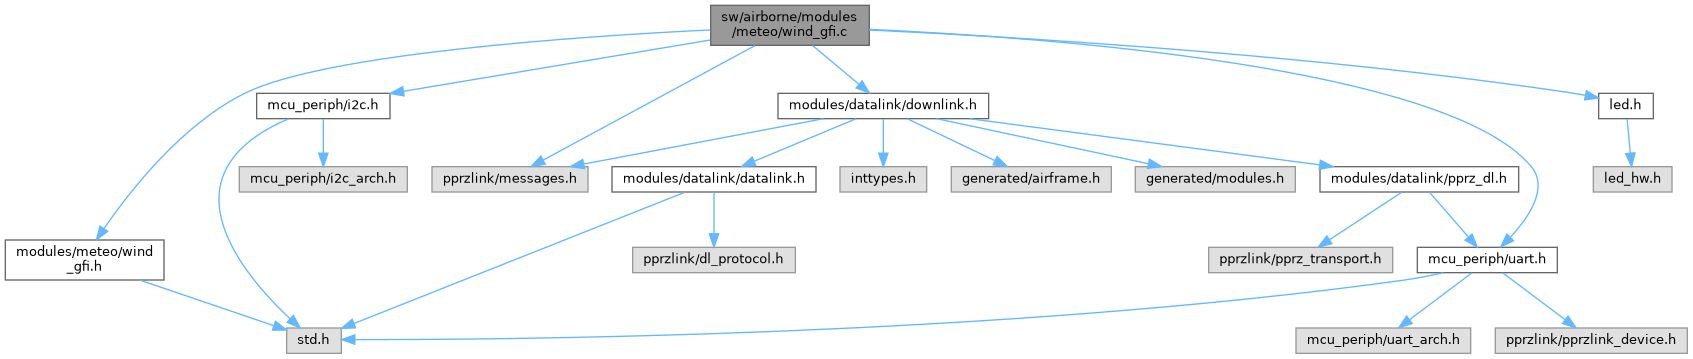 sw/airborne/modules
/meteo/wind_gfi.c
mcu_periph/i2c.h
modules/datalink/downlink.h
led.h
mcu_periph/i2c_arch.h
pprzlink/messages.h
modules/datalink/datalink.h
inttypes.h
generated/airframe.h
generated/modules.h
modules/datalink/pprz_dl.h
led_hw.h
modules/meteo/wind
_gfi.h
pprzlink/dl_protocol.h
pprzlink/pprz_transport.h
mcu_periph/uart.h
std.h
mcu_periph/uart_arch.h
pprzlink/pprzlink_device.h